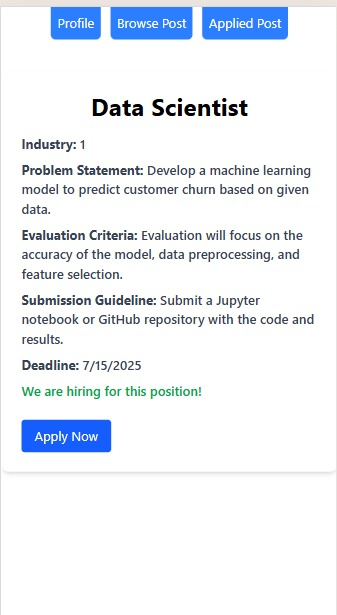 Profile Browse Post Applied Post
Data Scientist
Industry: 1
Problem Statement: Develop a machine learning
model to predict customer churn based on given
data.
Evaluation Criteria: Evaluation will focus on the
accuracy of the model, data preprocessing, and
feature selection.
Submission Guideline: Submit a Jupyter
notebook or GitHub repository with the code and
results.
Deadline: 7/15/2025
We are hiring for this position!
Apply Now